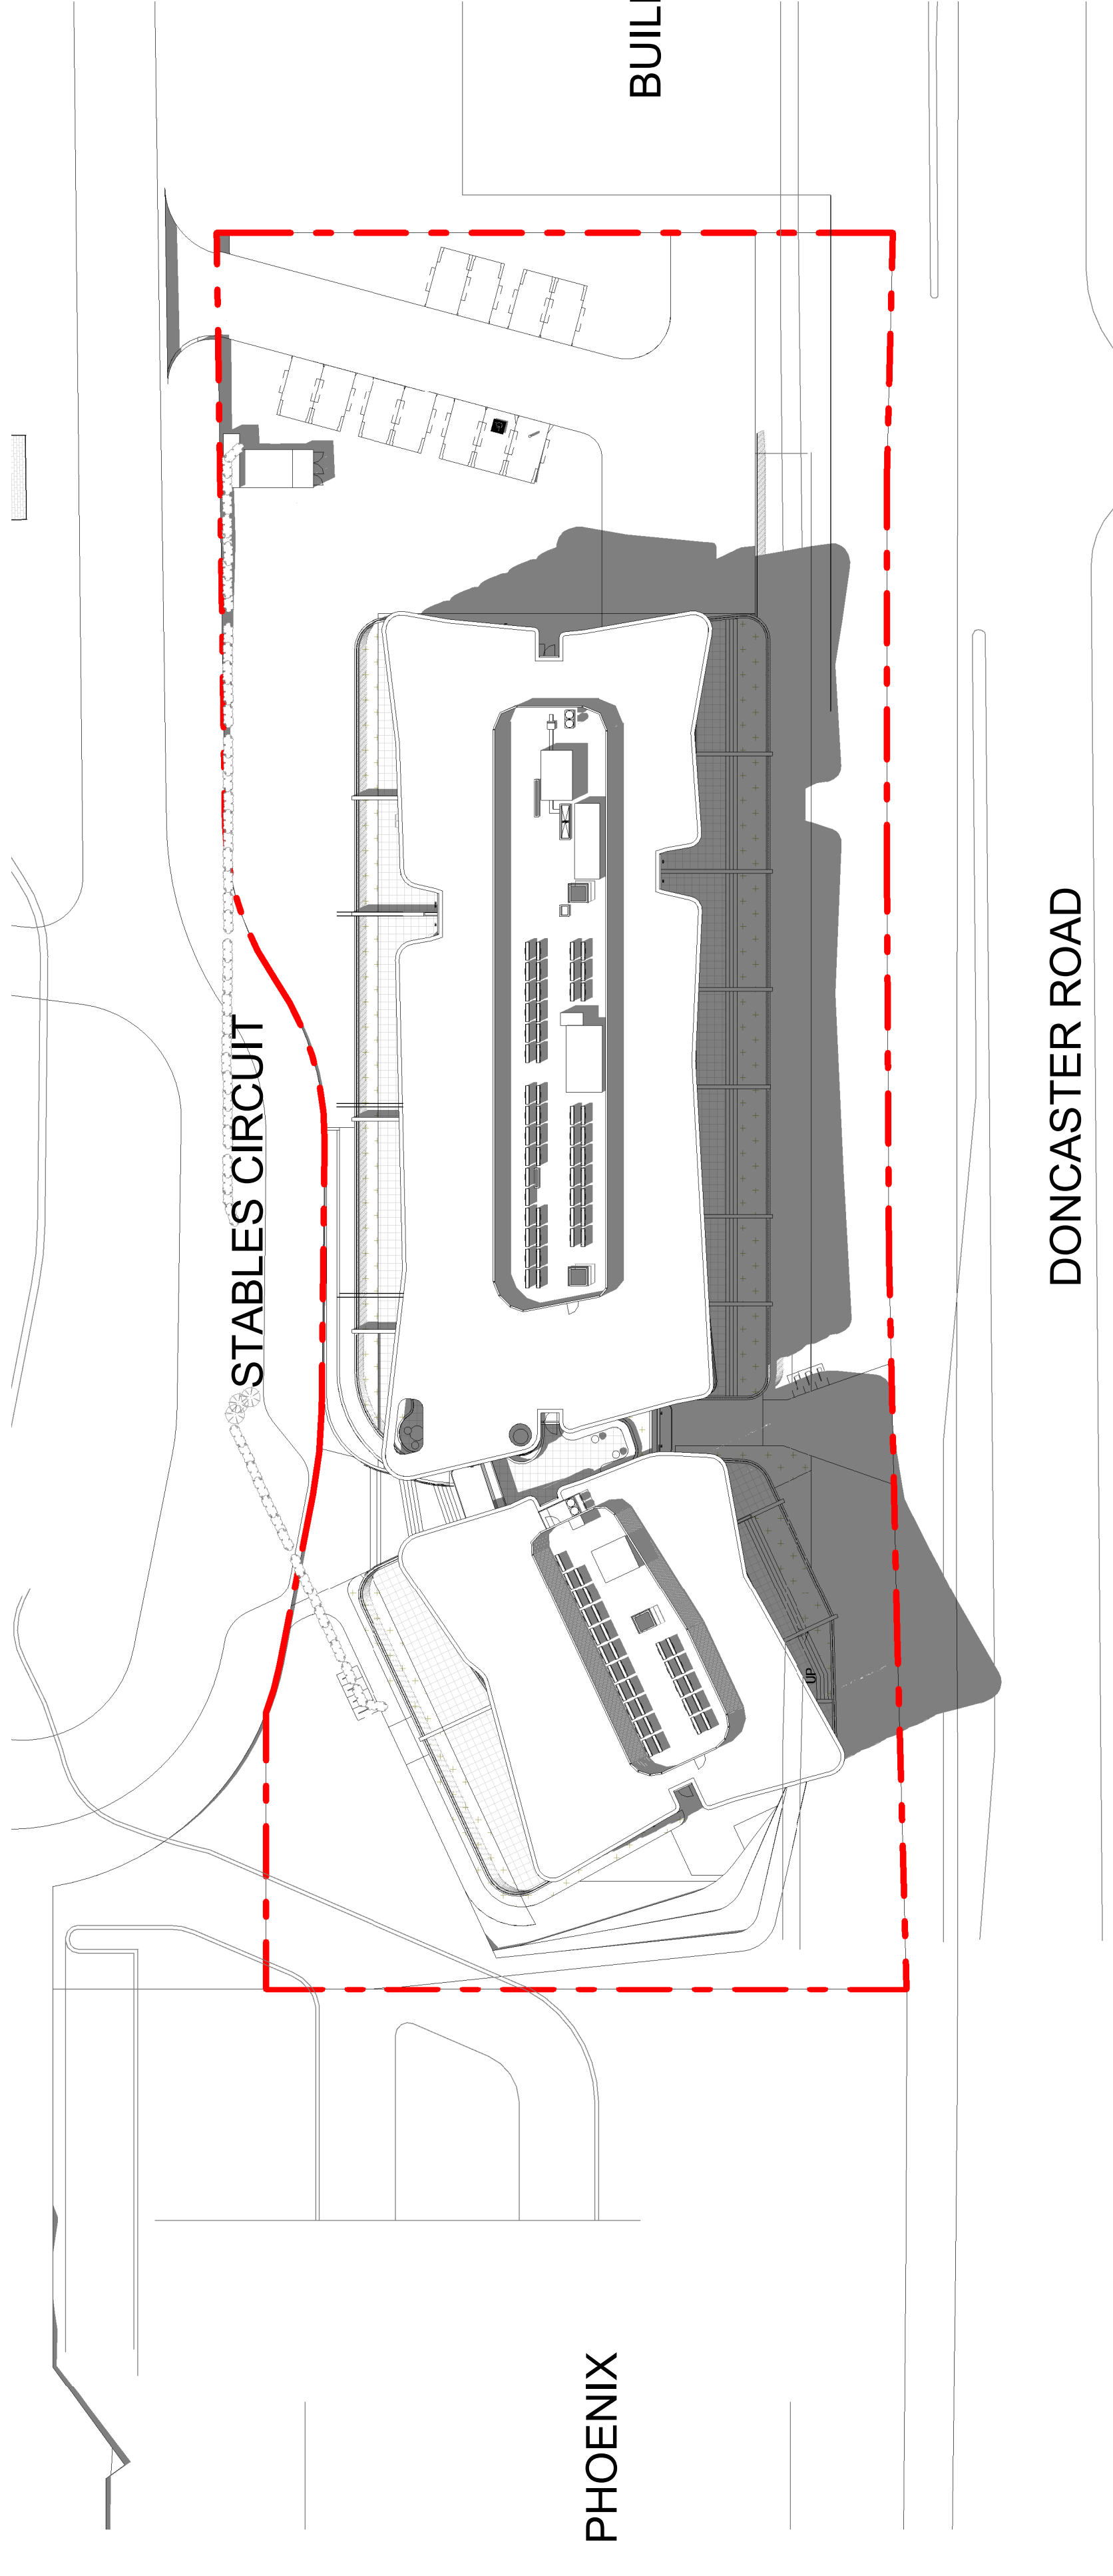 BUIL
STABLES CIRCUIT
DONCASTER ROAD
UP
PHOENIX